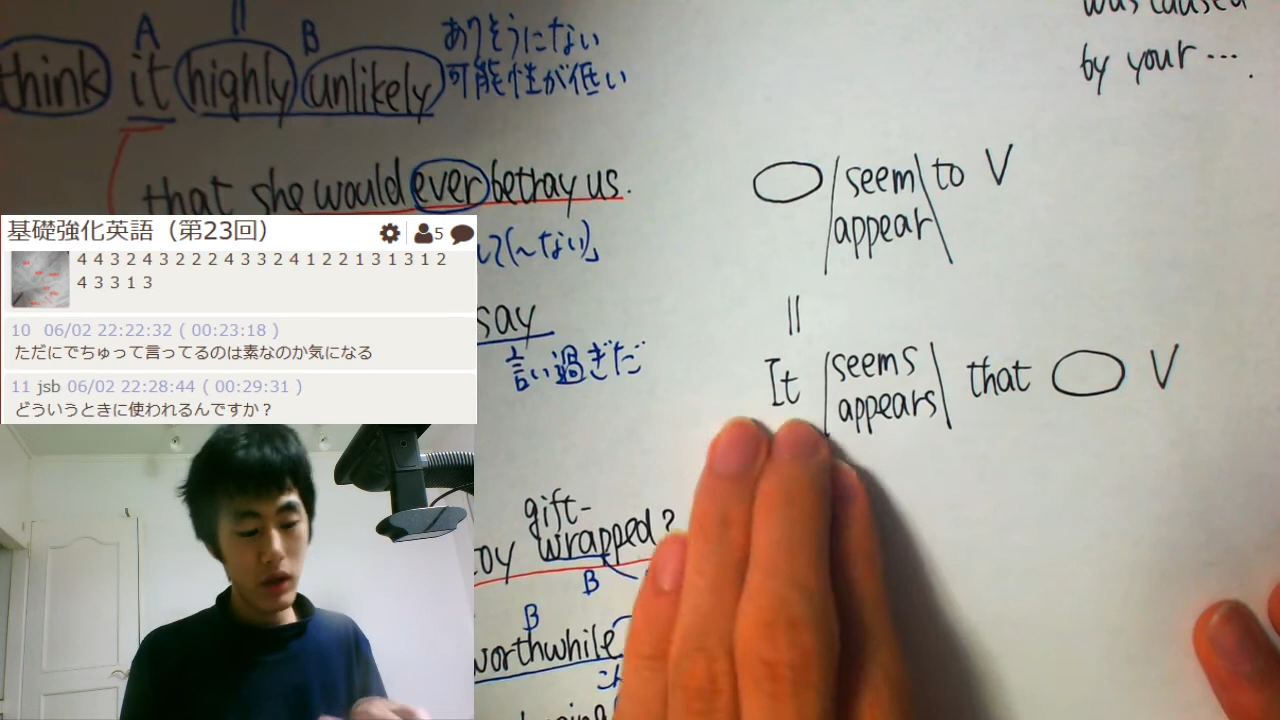 was caused
by your ….
A B
think it highly unlikely
ありそうにない
可能性が低い
that she would ever betray us.
して(～ない)」
say
言い過ぎだ
gift-
toy wrapped?
B
B
worthwhile
seem to V
appear
||
It seems that V
appears
基礎強化英語（第23回）
5
4 4 3 2 4 3 2 2 2 4 3 3 2 4 1 2 2 1 3 1 3 1 2
4 3 3 1 3
10 06/02 22:22:32 ( 00:23:18 )
ただにでちゅって言ってるのは素なのか気になる
11 jsb 06/02 22:28:44 ( 00:29:31 )
どういうときに使われるんですか？